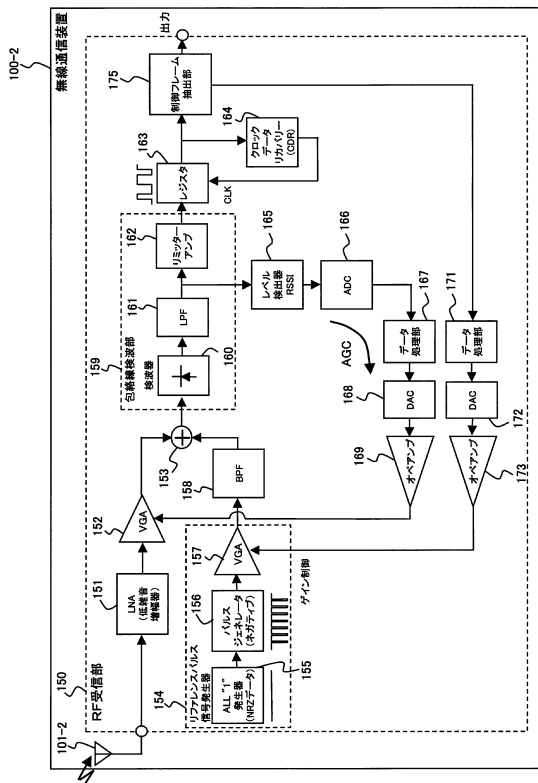 100-2
無線通信装置
150
RF受信部
101-2
151
LNA
(低雑音
増幅器)
152
VGA
153
154
リファレンスパルス
信号発生器
155
ALL "1"
発生器
(NRZデータ)
156
パルス
ジェネレータ
(ネガティブ)
157
VGA
ゲイン制御
158
BPF
159
包絡線検波部
160
検波器
161
LPF
162
リミッター
アンプ
163
レジスタ
CLK
164
クロック
データ
リカバリー
(CDR)
175
制御フレーム
抽出部
出力
165
レベル
検出器
RSSI
166
ADC
AGC
167
データ
処理部
168
DAC
169
オペアンプ
171
データ
処理部
172
DAC
173
オペアンプ